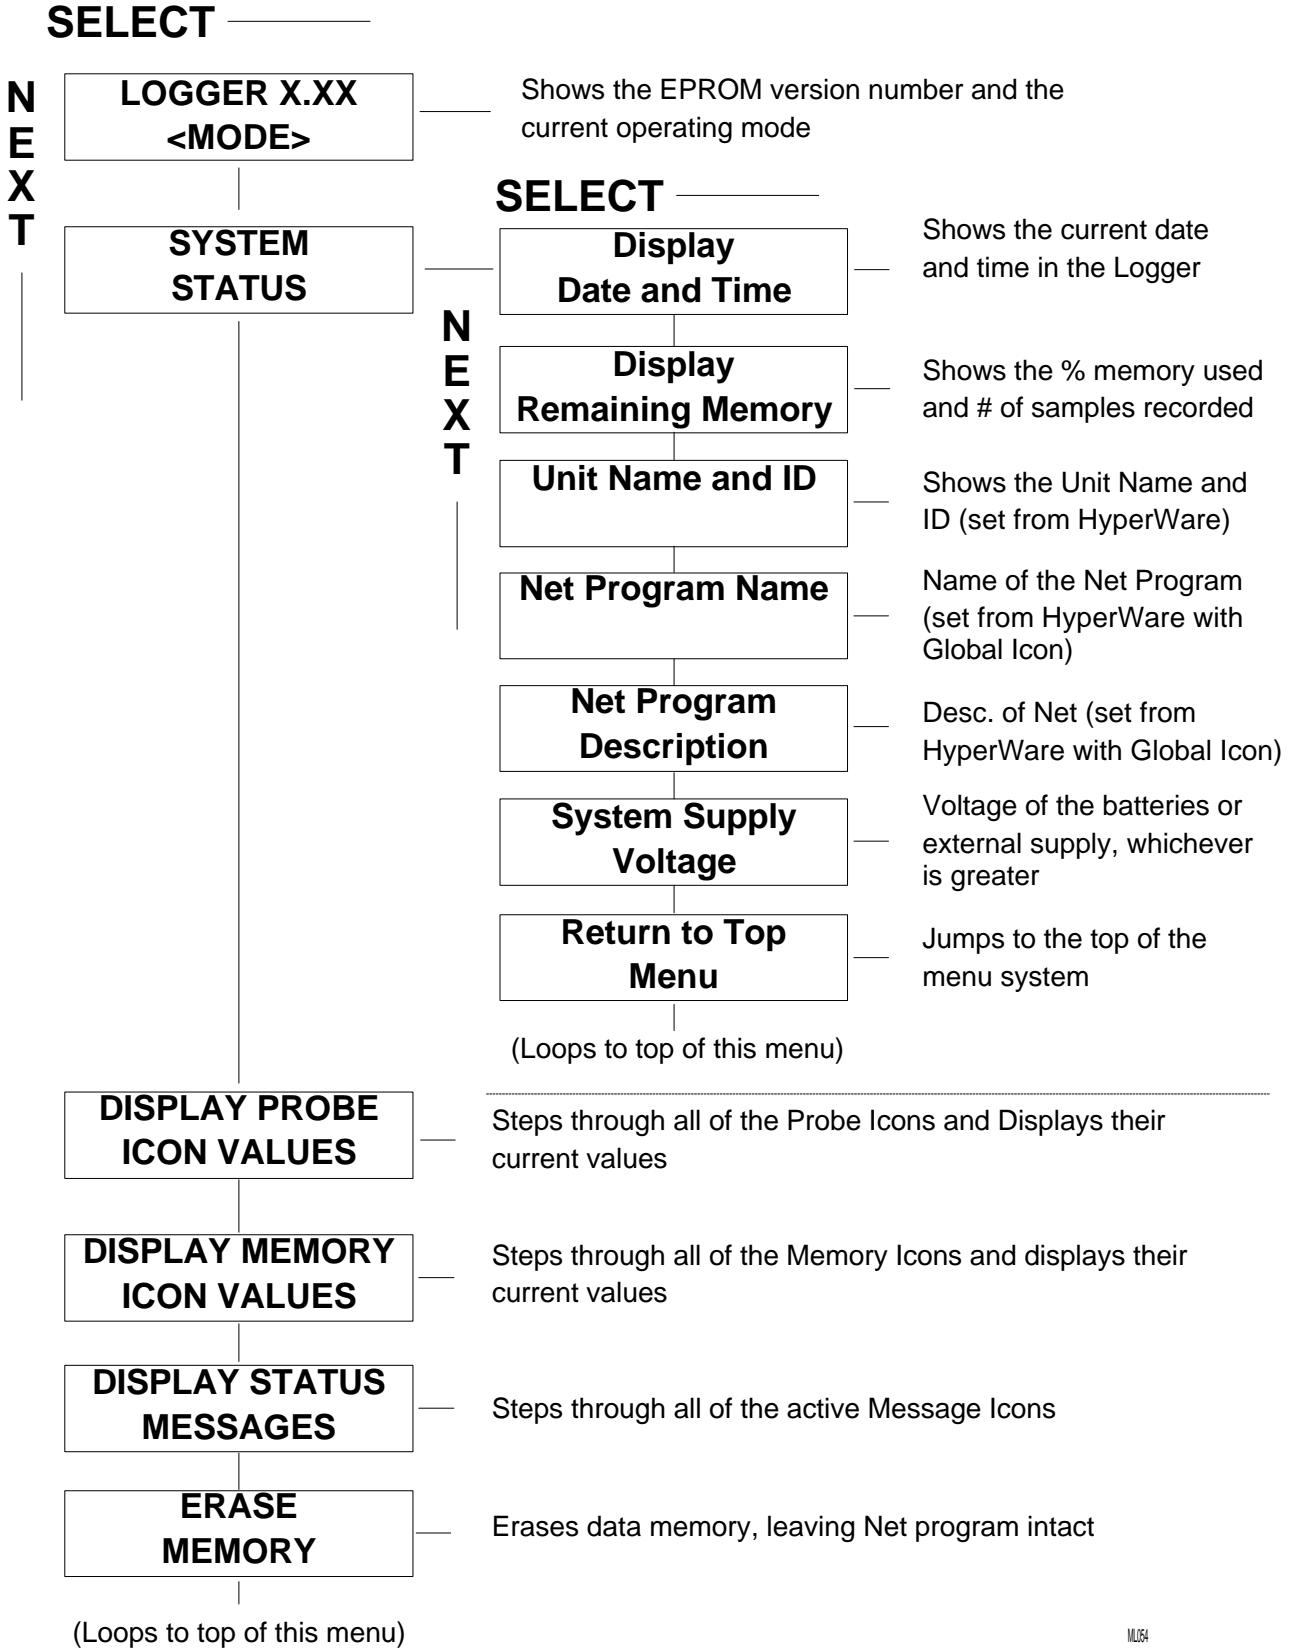 SELECT
NEXT
LOGGER X.XX
<MODE>
Shows the EPROM version number and the
current operating mode
SYSTEM
STATUS
SELECT
NEXT
Display
Date and Time
Shows the current date
and time in the Logger
Display
Remaining Memory
Shows the % memory used
and # of samples recorded
Unit Name and ID
Shows the Unit Name and
ID (set from HyperWare)
Net Program Name
Name of the Net Program
(set from HyperWare with
Global Icon)
Net Program
Description
Desc. of Net (set from
HyperWare with Global Icon)
System Supply
Voltage
Voltage of the batteries or
external supply, whichever
is greater
Return to Top
Menu
Jumps to the top of the
menu system
(Loops to top of this menu)
DISPLAY PROBE
ICON VALUES
Steps through all of the Probe Icons and Displays their
current values
DISPLAY MEMORY
ICON VALUES
Steps through all of the Memory Icons and displays their
current values
DISPLAY STATUS
MESSAGES
Steps through all of the active Message Icons
ERASE
MEMORY
Erases data memory, leaving Net program intact
(Loops to top of this menu)
ML054